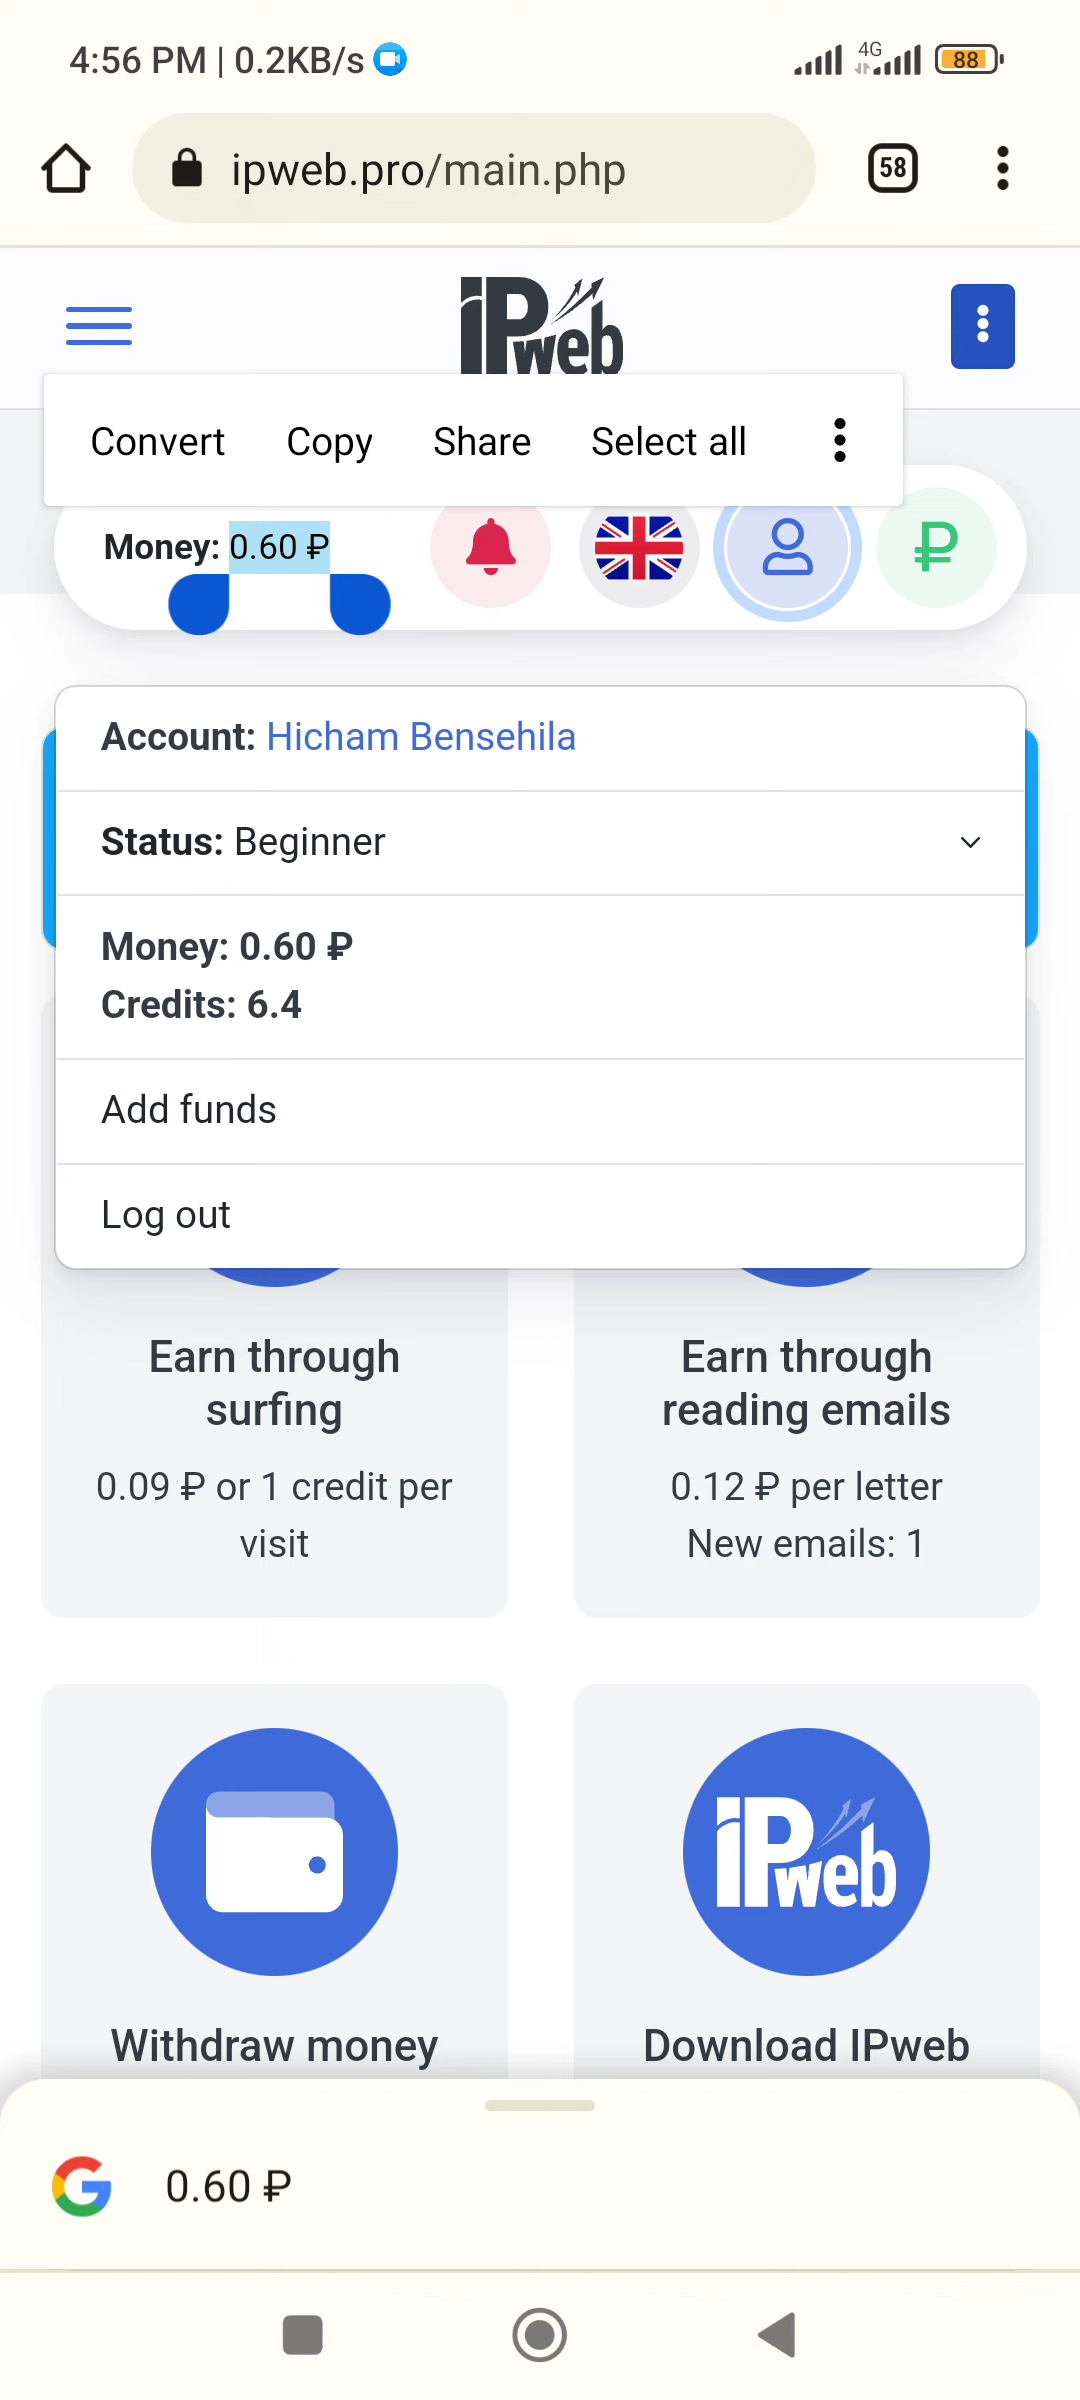 4:56 PM | 0.2KB/s
4G
88
ipweb.pro/main.php
58
IPweb
Convert
Copy
Share
Select all
Money: 0.60 ₽
₽
Account: Hicham Bensehila
Status: Beginner
Money: 0.60 ₽
Credits: 6.4
Add funds
Log out
Earn through
surfing
0.09 ₽ or 1 credit per
visit
Earn through
reading emails
0.12 ₽ per letter
New emails: 1
IPweb
Withdraw money
Download IPweb
G
0.60 ₽